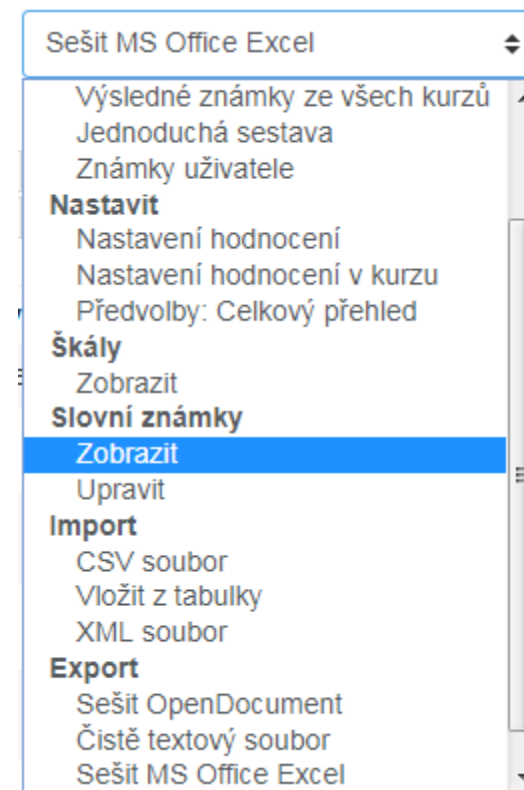 Sešit MS Office Excel
Výsledné známky ze všech kurzů
Jednoduchá sestava
Známky uživatele
Nastavit
Nastavení hodnocení
Nastavení hodnocení v kurzu
Předvolby: Celkový přehled
Škály
Zobrazit
Slovní známky
Zobrazit
Upravit
Import
CSV soubor
Vložit z tabulky
XML soubor
Export
Sešit OpenDocument
Čistě textový soubor
Sešit MS Office Excel